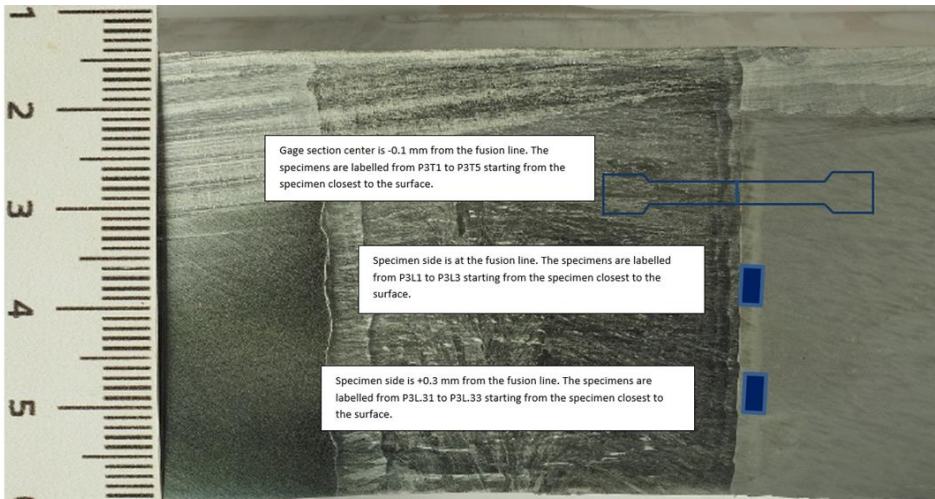 1
2
Gage section center is -0.1 mm from the fusion line. The
specimens are labelled from P3T1 to P3T5 starting from the
specimen closest to the surface.
3
Specimen side is at the fusion line. The specimens are labelled
from P3L1 to P3L3 starting from the specimen closest to the
surface.
4
Specimen side is +0.3 mm from the fusion line. The specimens are
labelled from P3L.31 to P3L.33 starting from the specimen closest to
the surface.
5